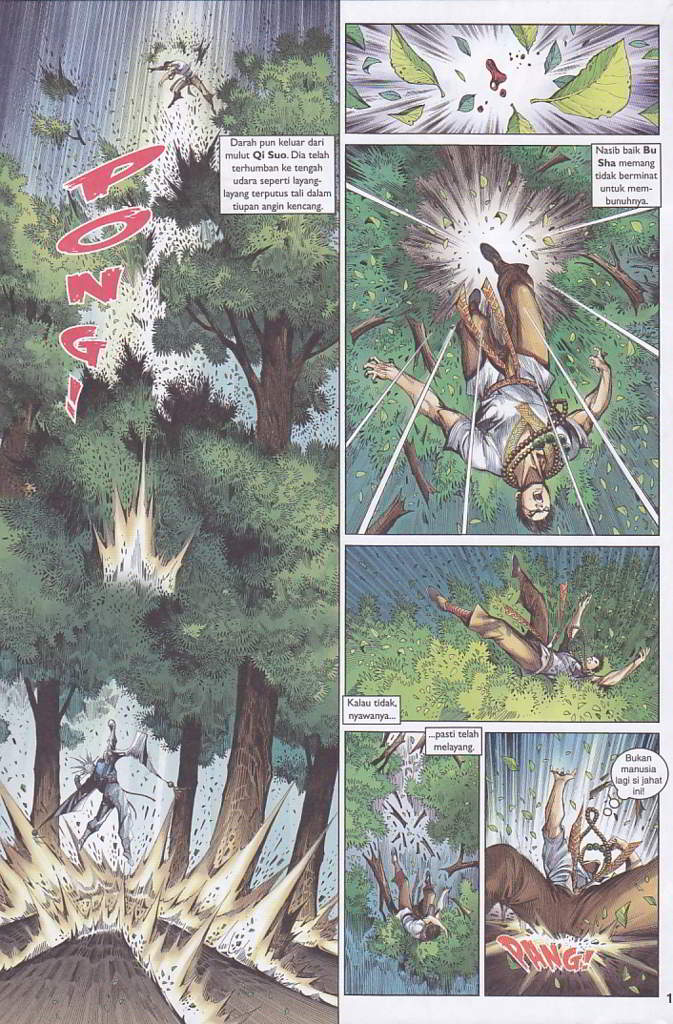 Darah pun keluar dari
mulut Qi Suo. Dia telah
terhumban ke tengah
udara seperti layang-
layang terputus tali dalam
tiupan angin kencang.
PONG!
Nasib baik Bu
Sha memang
tidak berminat
untuk mem-
bunuhnya.
Kalau tidak,
nyawanya...
...pasti telah
melayang.
Bukan
manusia
lagi si jahat
ini!
PANG!
1